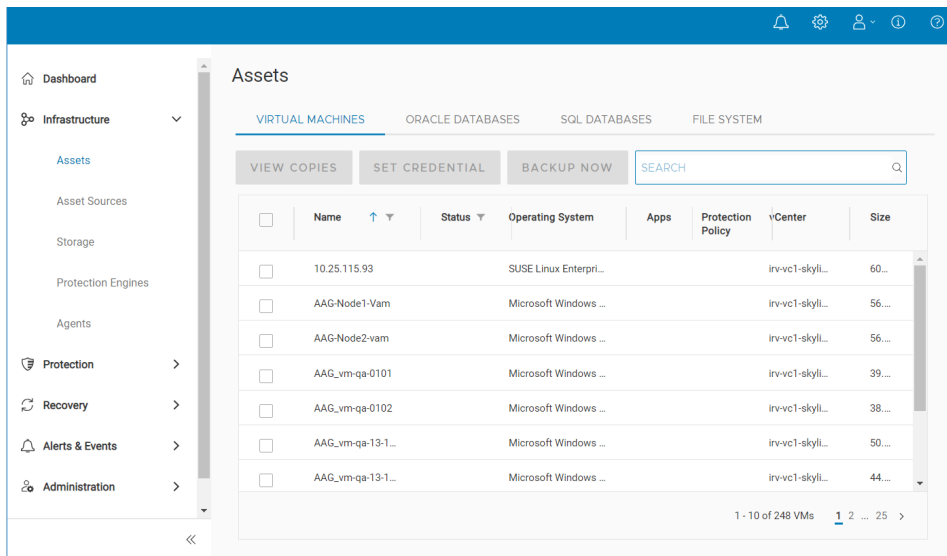 Dashboard
Infrastructure
Assets
Asset Sources
Storage
Protection Engines
Agents
Protection
Recovery
Alerts & Events
Administration
Assets
VIRTUAL MACHINES ORACLE DATABASES SQL DATABASES FILE SYSTEM
VIEW COPIES SET CREDENTIAL BACKUP NOW SEARCH
Name Status Operating System Apps Protection Policy vCenter Size
10.25.115.93 SUSE Linux Enterpri... irv-vc1-skyli... 60...
AAG-Node1-Vam Microsoft Windows ... irv-vc1-skyli... 56....
AAG-Node2-vam Microsoft Windows ... irv-vc1-skyli... 56....
AAG_vm-qa-0101 Microsoft Windows ... irv-vc1-skyli... 39....
AAG_vm-qa-0102 Microsoft Windows ... irv-vc1-skyli... 38....
AAG_vm-qa-13-1... Microsoft Windows ... irv-vc1-skyli... 50....
AAG_vm-qa-13-1... Microsoft Windows ... irv-vc1-skyli... 44....
1 - 10 of 248 VMs 1 2 ... 25 >